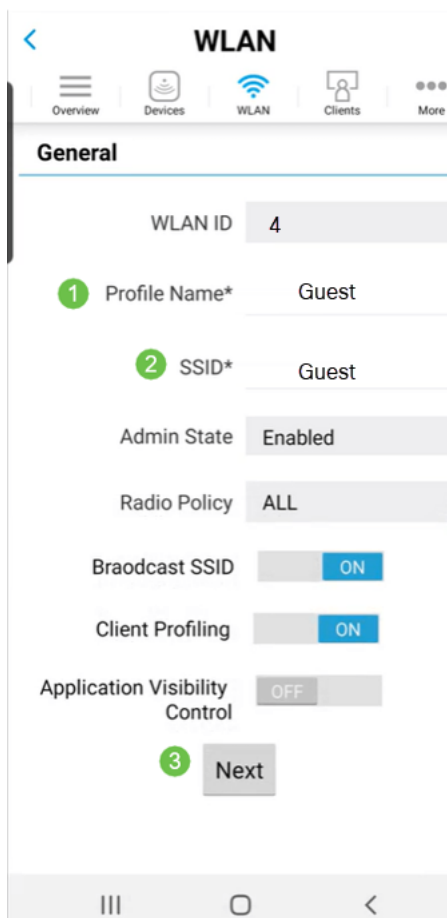 WLAN
Overview Devices WLAN Clients More
General
WLAN ID 4
1 Profile Name* Guest
2 SSID* Guest
Admin State Enabled
Radio Policy ALL
Braodcast SSID ON
Client Profiling ON
Application Visibility
Control OFF
3 Next